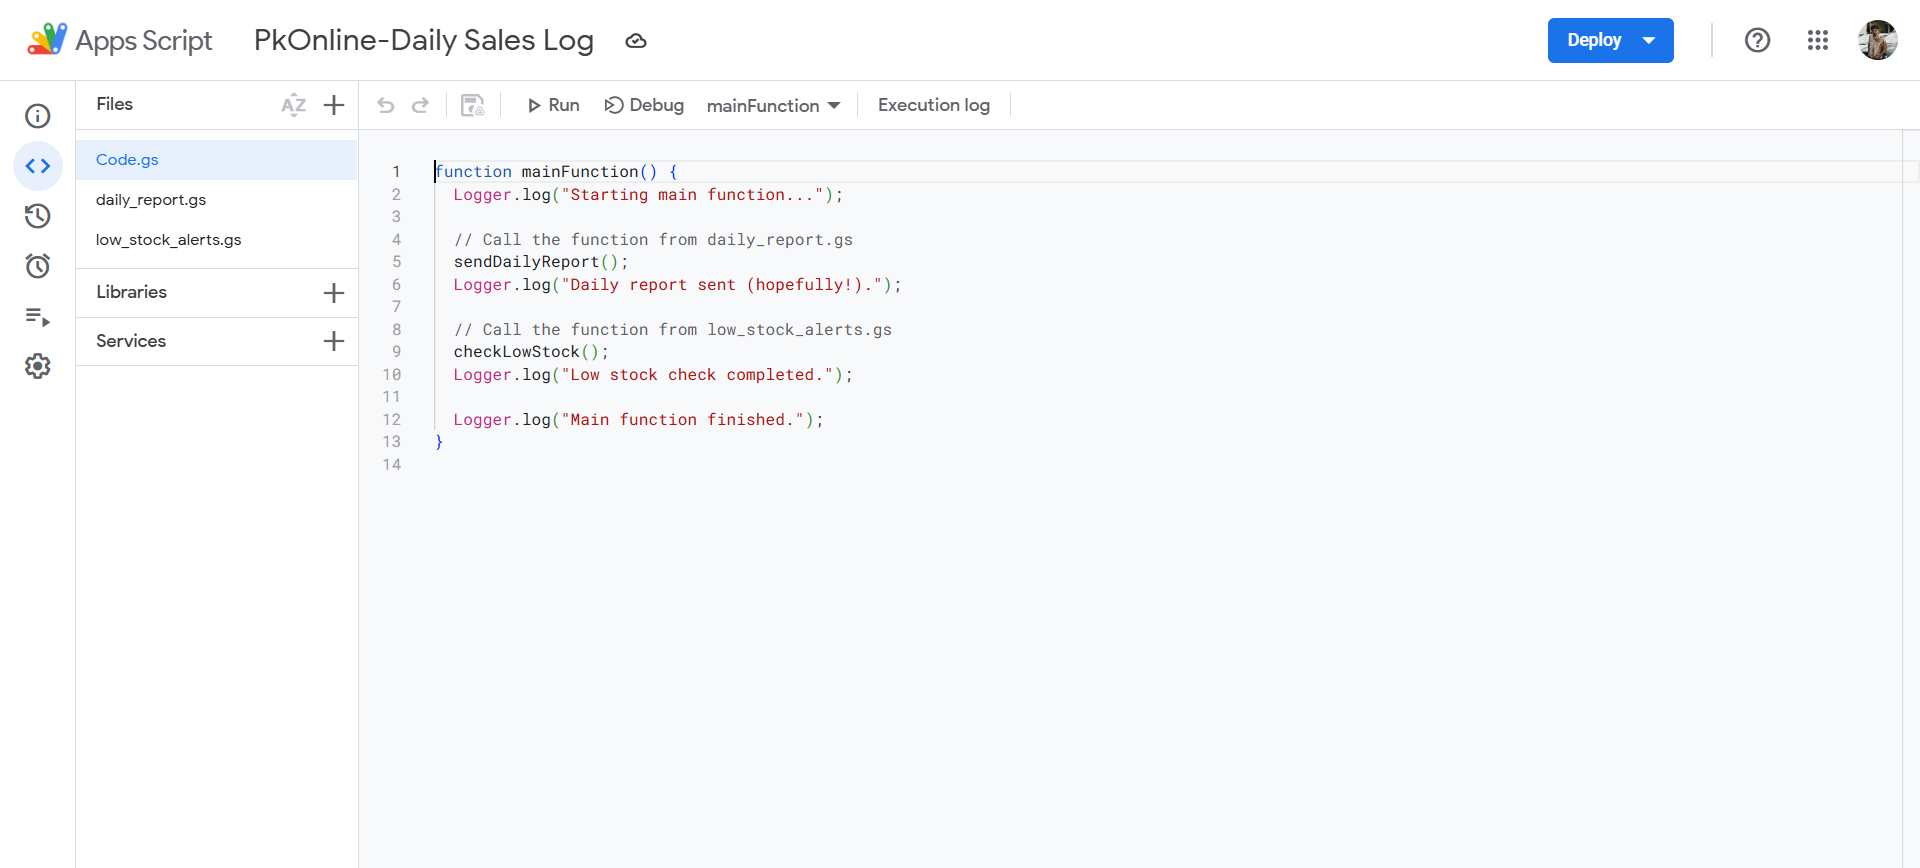 Apps Script PkOnline-Daily Sales Log Deploy
Files AZ Run Debug mainFunction Execution log
Code.gs
daily_report.gs
low_stock_alerts.gs
Libraries
Services
1 function mainFunction() {
2 Logger.log("Starting main function...");
3
4 // Call the function from daily_report.gs
5 sendDailyReport();
6 Logger.log("Daily report sent (hopefully!).");
7
8 // Call the function from low_stock_alerts.gs
9 checkLowStock();
10 Logger.log("Low stock check completed.");
11
12 Logger.log("Main function finished.");
13 }
14